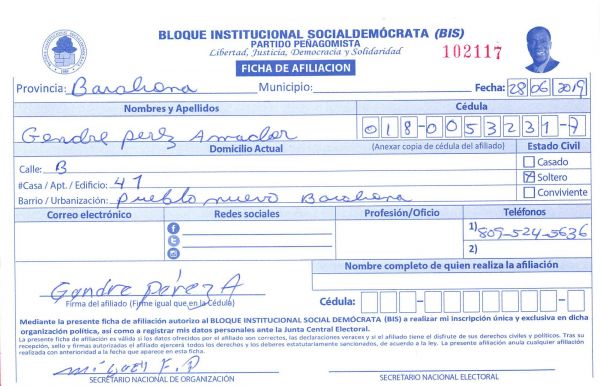 BLOQUE INSTITUCIONAL SOCIALDEMÓCRATA (BIS)
PARTIDO PEÑAGOMISTA
Libertad, Justicia, Democracia y Solidaridad
102117
FICHA DE AFILIACION
Provincia: Barahona Municipio: Fecha: 28 06 2019
Nombres y Apellidos Cédula
Gendre perez Amador 018-0053231-7
Domicilio Actual (Anexar copia de cédula del afiliado) Estado Civil
Calle: B Casado
#Casa / Apt. / Edificio: 41 Soltero
Barrio / Urbanización: Pueblo nuevo Barahona Conviviente
Correo electrónico Redes sociales Profesión/Oficio Teléfonos
1) 809-524-5636
2)
Nombre completo de quien realiza la afiliación
Gendre Pérez A
Firma del afiliado (Firme igual que en la Cédula) Cédula:
Mediante la presente ficha de afiliación autorizo al BLOQUE INSTITUCIONAL SOCIAL DEMÓCRATA (BIS) a realizar mi inscripción única y exclusiva en dicha
organización política, así como a registrar mis datos personales ante la Junta Central Electoral.
La presente ficha de afiliación es válida si los datos ofrecidos por el afiliado son correctos, las declaraciones veraces y si el afiliado tiene el disfrute de sus derechos civiles y políticos. Tras su
recepción, sello y firmas autorizados el afiliado ejercerá todos los derechos y los deberes estatutariamente sancionados, de acuerdo a la ley. La presente afiliación anula cualquier afiliación
realizada con anterioridad a la fecha que aparece en esta ficha.
SECRETARIO NACIONAL DE ORGANIZACIÓN SECRETARIO NACIONAL ELECTORAL